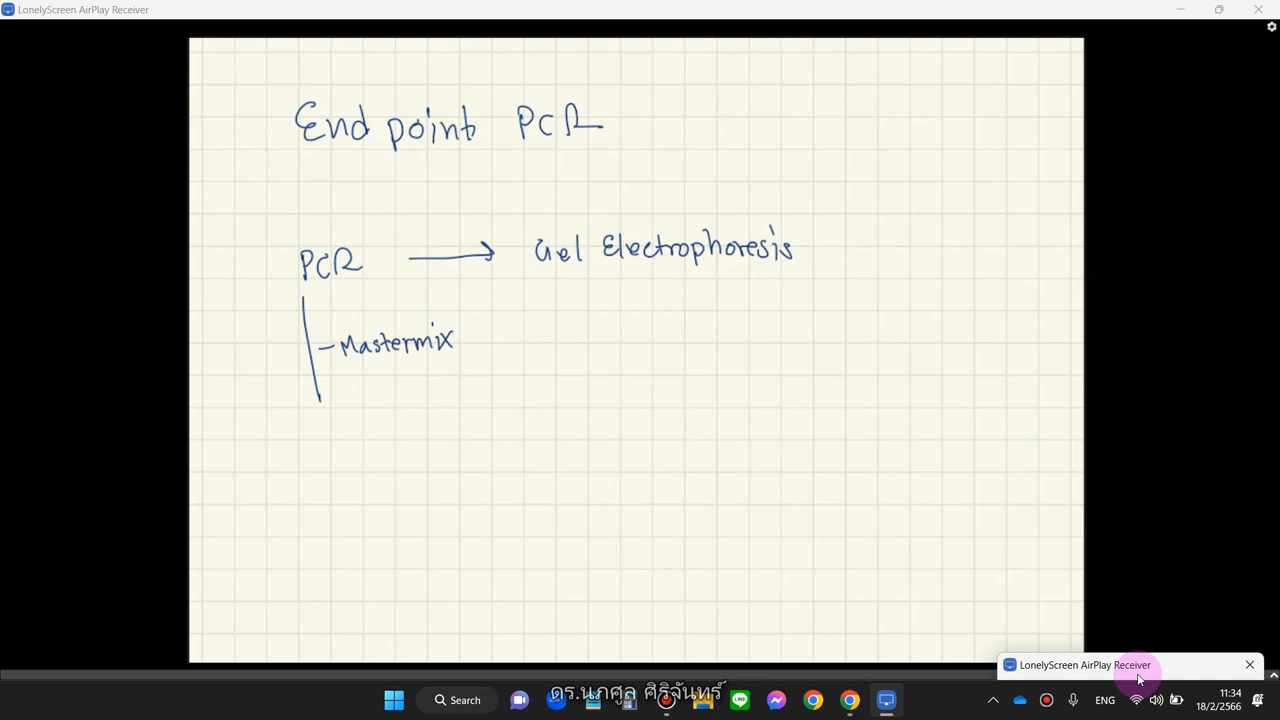 LonelyScreen AirPlay Receiver
End point PCR
PCR → Gel Electrophoresis
- Mastermix
LonelyScreen AirPlay Receiver
Search
ดร.นภศล ศิริจันทร์
ENG
11:34
18/2/2566